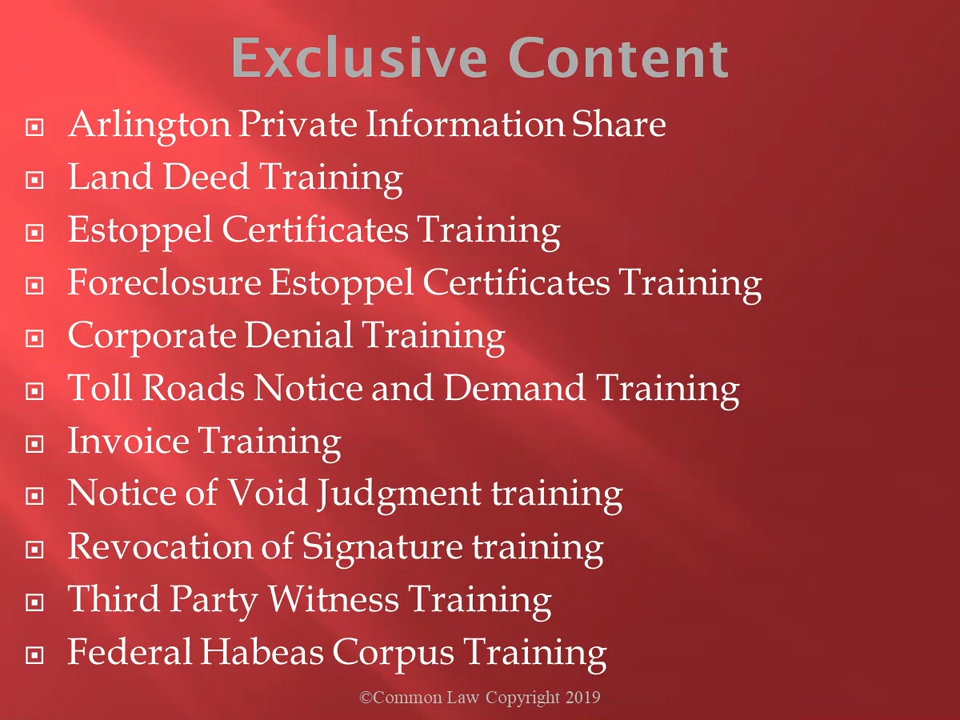 Exclusive Content
Arlington Private Information Share
Land Deed Training
Estoppel Certificates Training
Foreclosure Estoppel Certificates Training
Corporate Denial Training
Toll Roads Notice and Demand Training
Invoice Training
Notice of Void Judgment training
Revocation of Signature training
Third Party Witness Training
Federal Habeas Corpus Training
©Common Law Copyright 2019